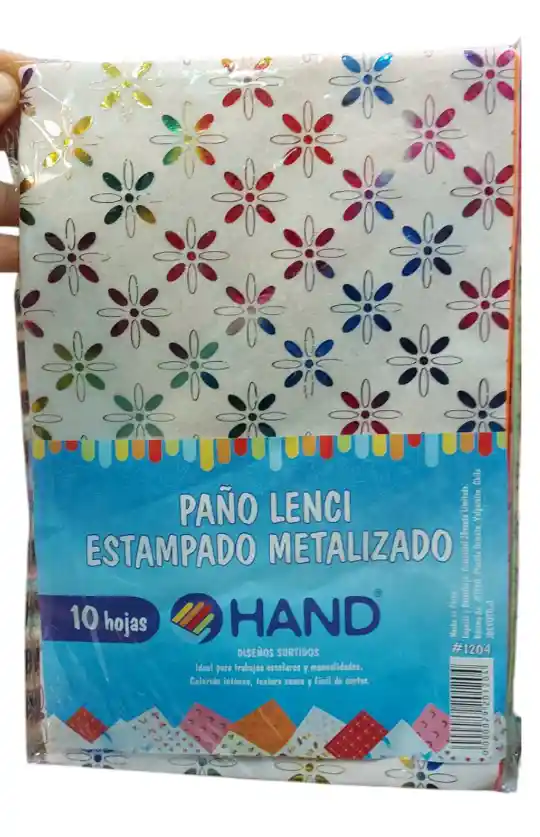 PAÑO LENCI
ESTAMPADO METALIZADO
10 hojas
HAND®
DISEÑOS SURTIDOS
Ideal para trabajos escolares y manualidades.
Colorido intenso, textura suave y fácil de cortar.
#1204